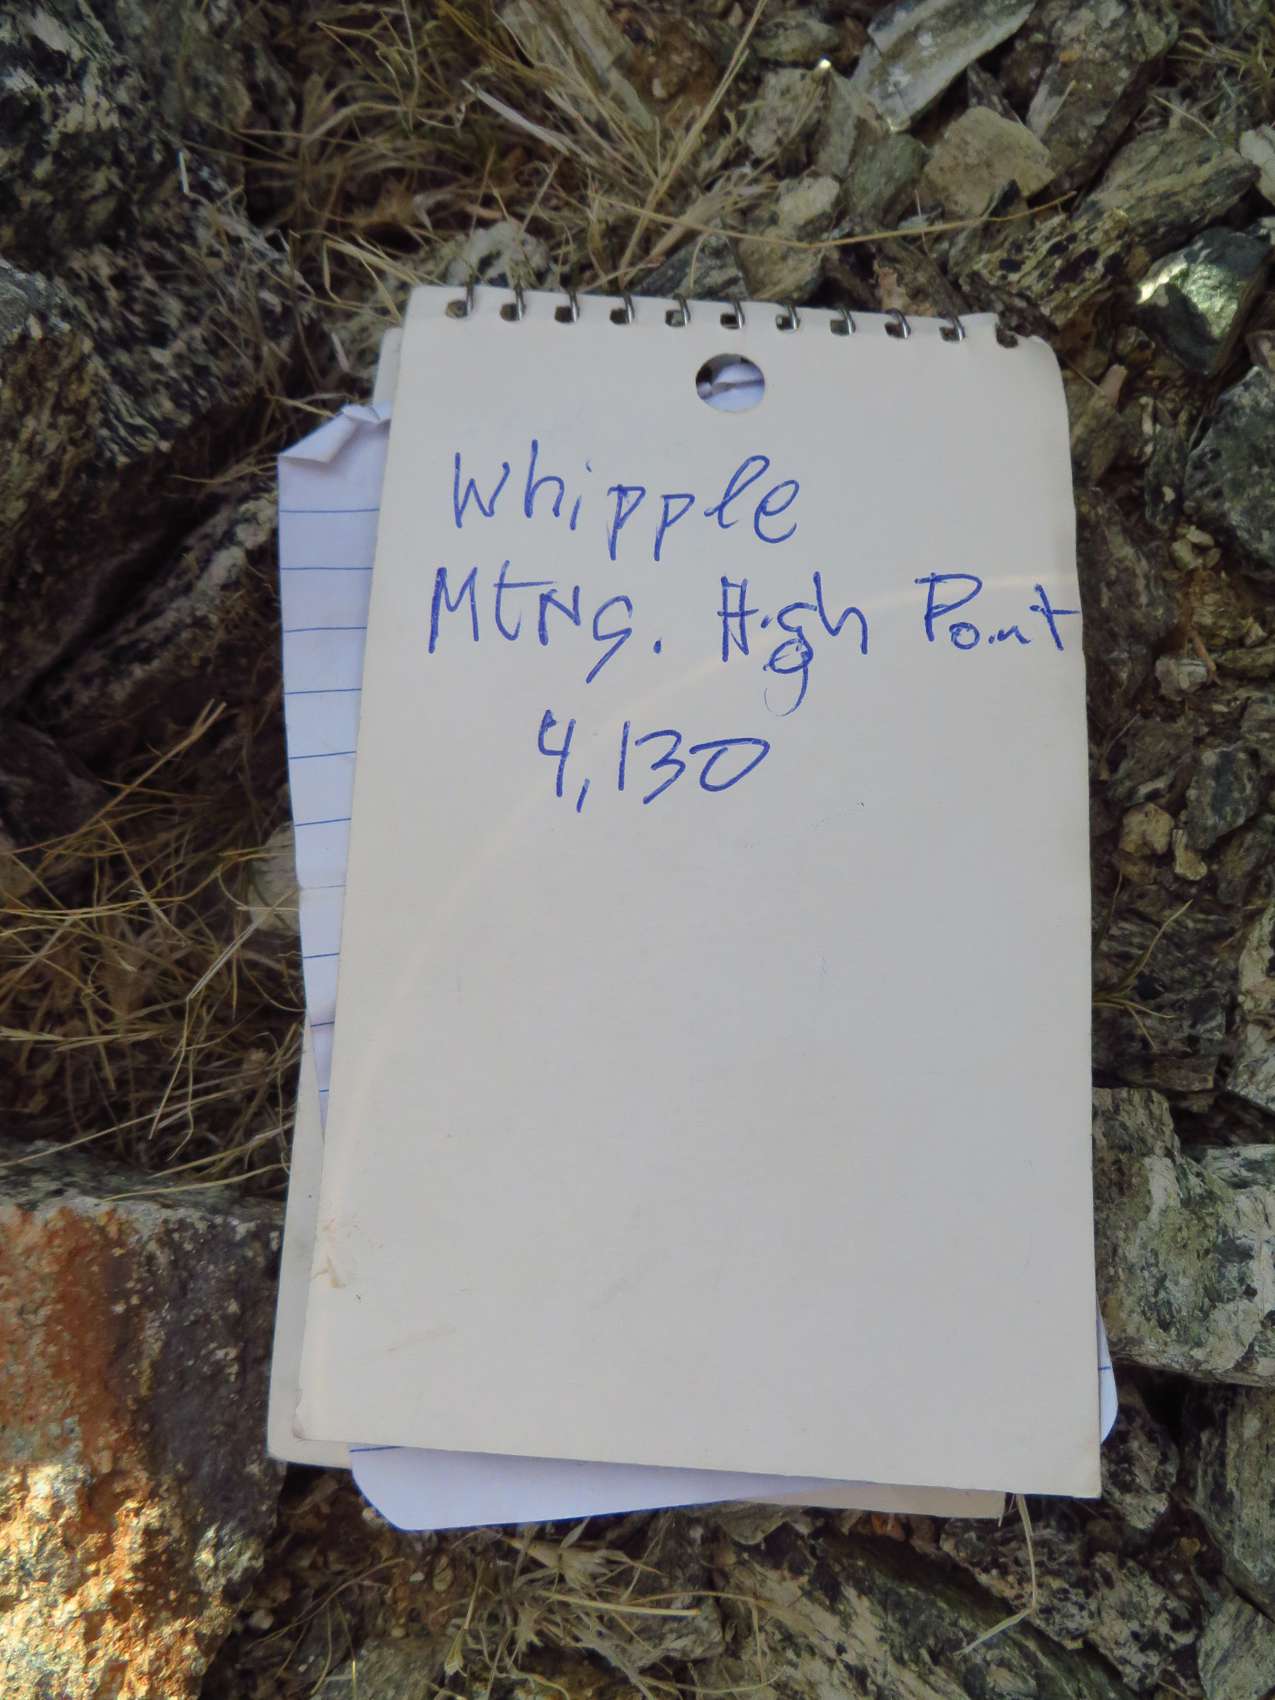 Whipple
Mtns. High Point
4,130